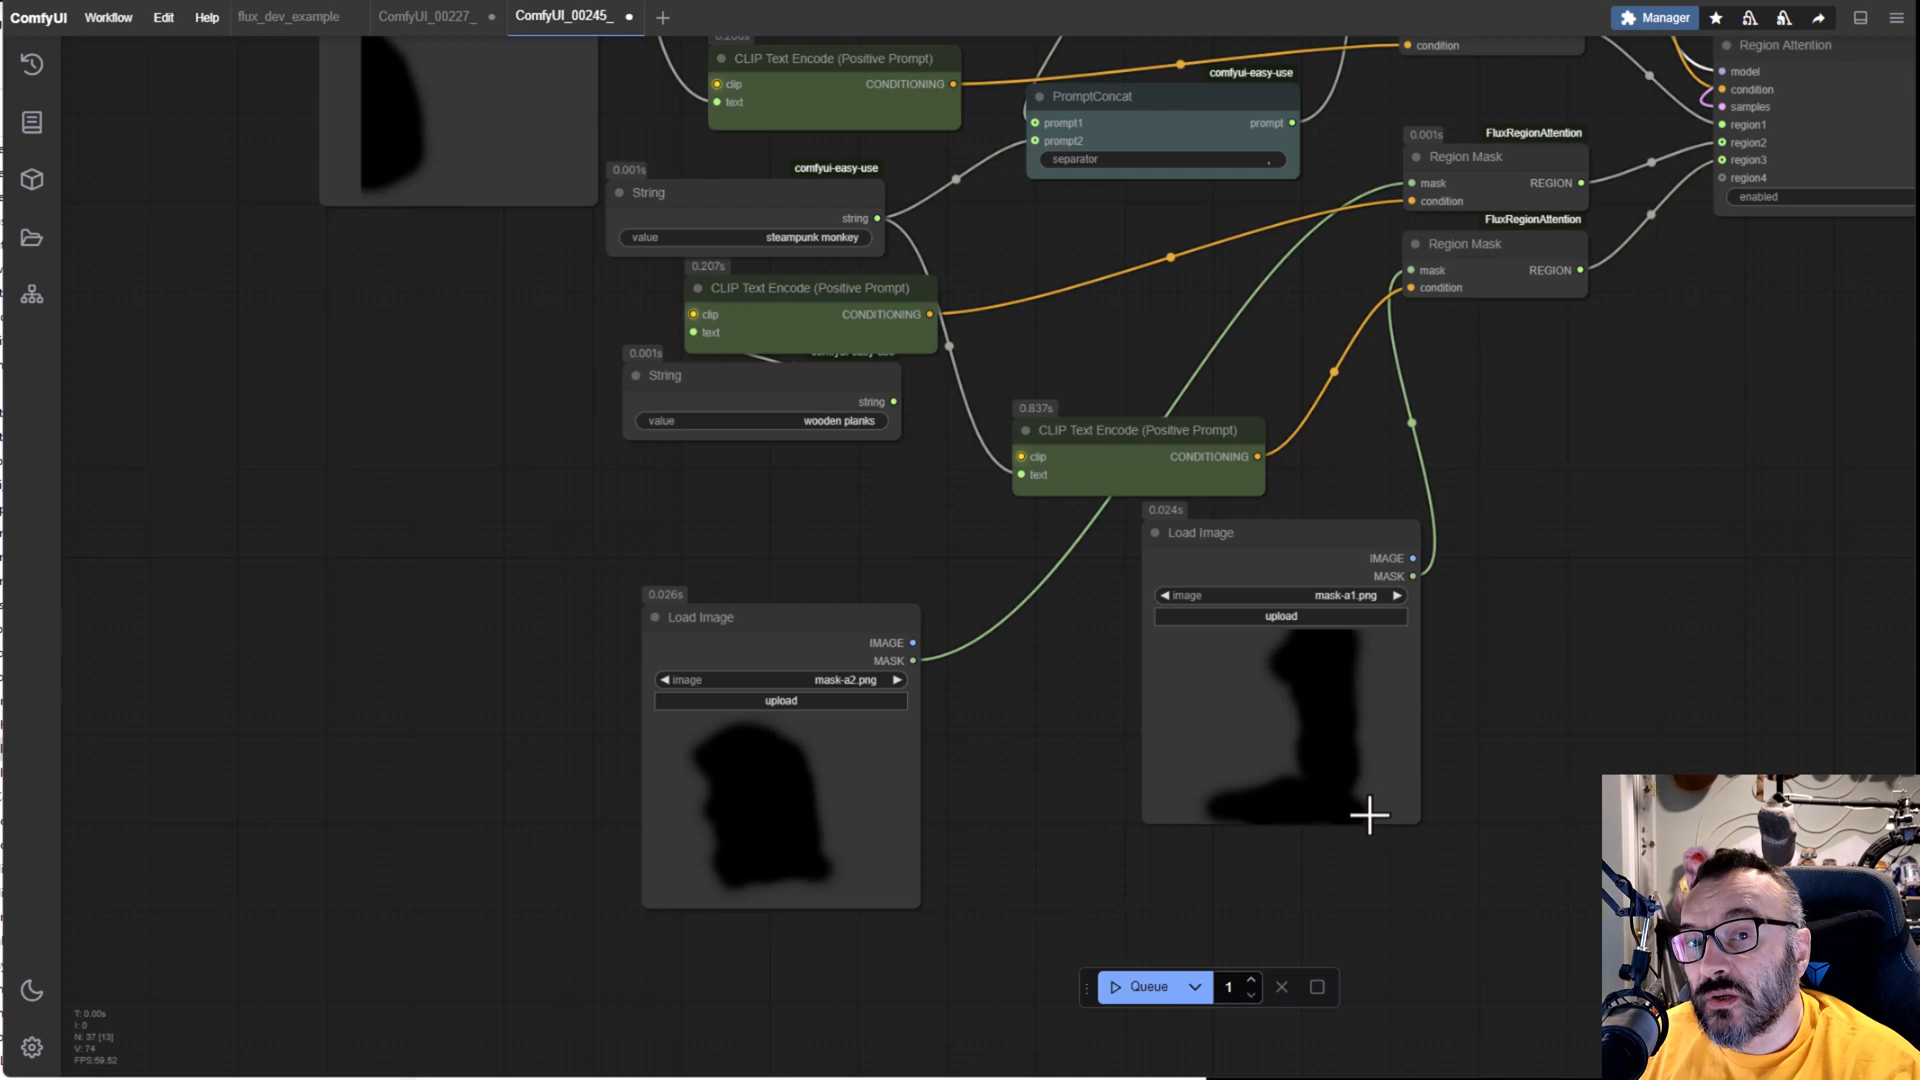 ComfyUI Workflow Edit Help flux_dev_example ComfyUI_00227_ ComfyUI_00245_ Manager
CLIP Text Encode (Positive Prompt)
clip CONDITIONING
text
comfyui-easy-use
PromptConcat
prompt1 prompt
prompt2
separator ,
condition
Region Attention
model
condition
samples
region1
region2
region3
region4
enabled
0.001s FluxRegionAttention
Region Mask
mask REGION
condition
FluxRegionAttention
Region Mask
mask REGION
condition
0.001s comfyui-easy-use
String
string
value steampunk monkey
0.207s
CLIP Text Encode (Positive Prompt)
clip CONDITIONING
text
0.001s
String
string
value wooden planks
0.837s
CLIP Text Encode (Positive Prompt)
clip CONDITIONING
text
0.024s
Load Image
IMAGE
MASK
image mask-a1.png
upload
0.026s
Load Image
IMAGE
MASK
image mask-a2.png
upload
Queue 1
T: 0.00s
I: 0
N: 37 [13]
V: 74
FPS:59.52